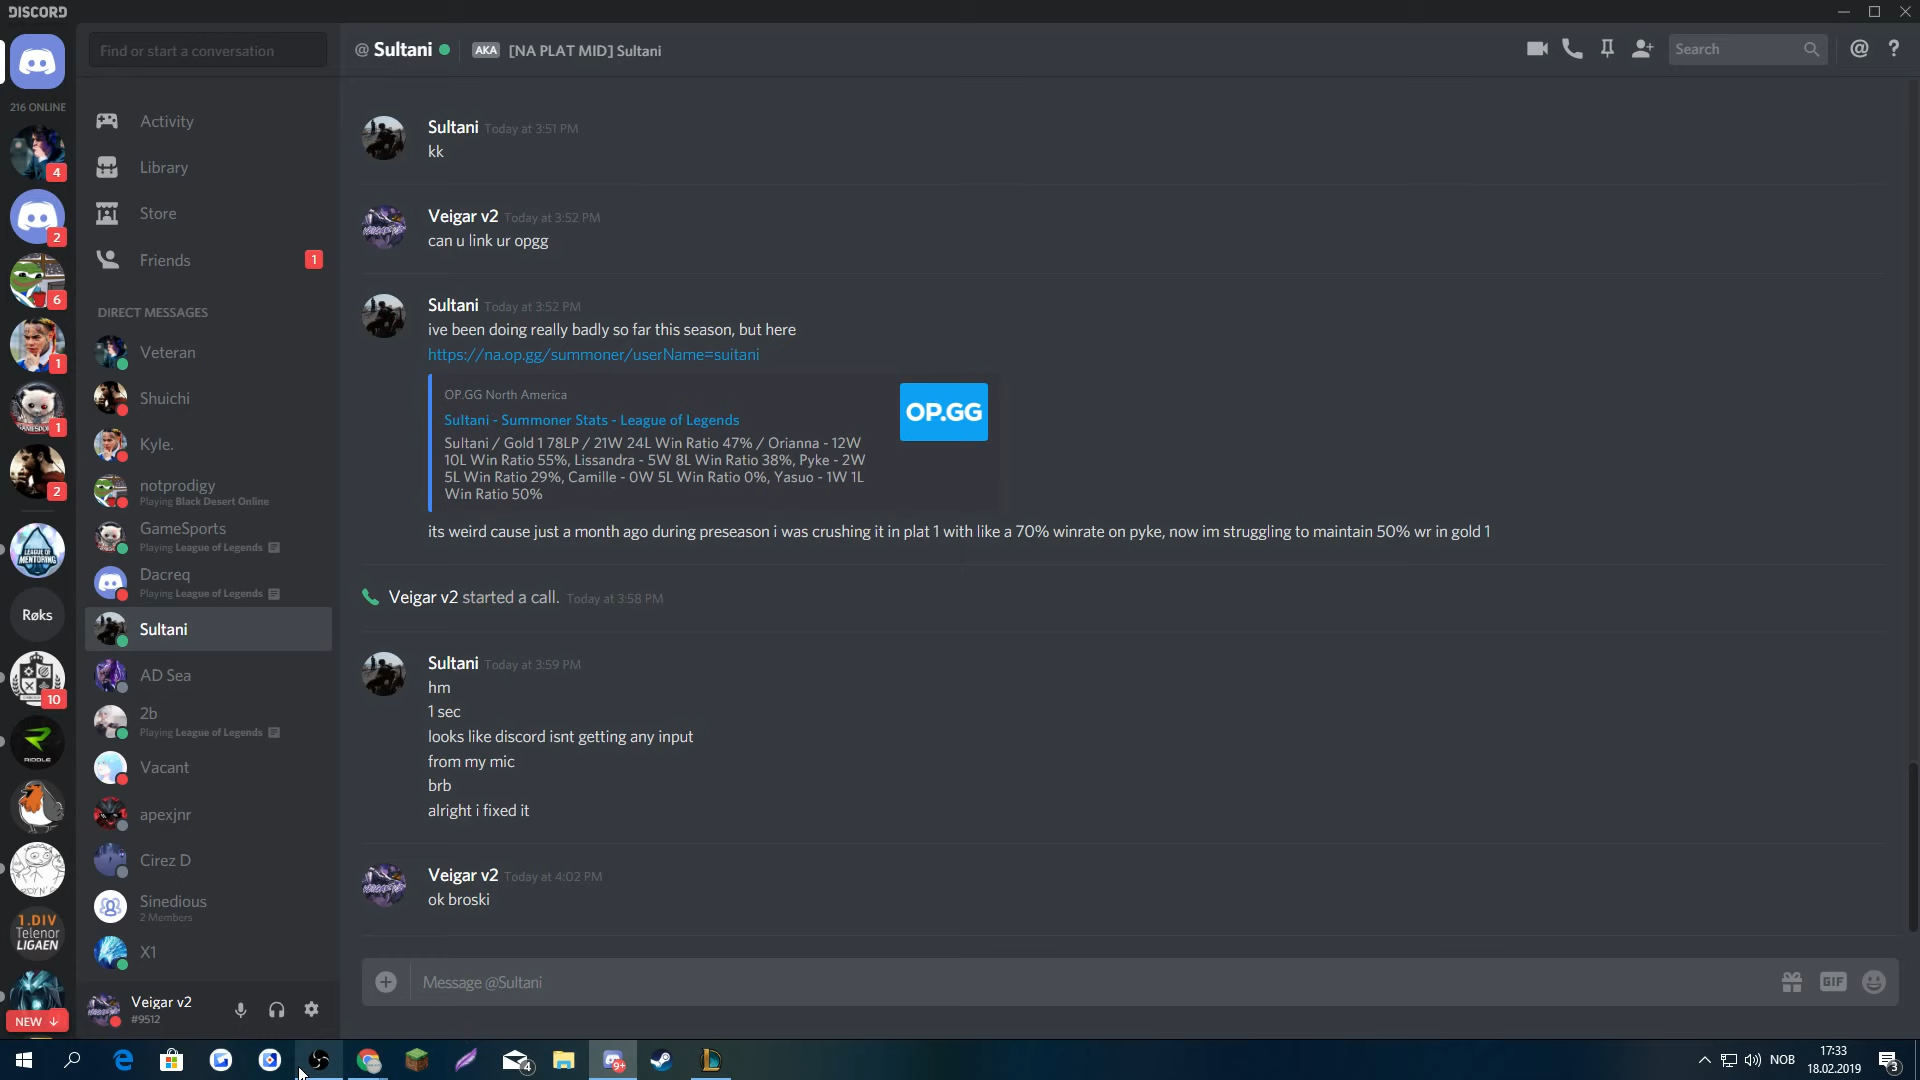 DISCORD
Find or start a conversation
@ Sultani AKA [NA PLAT MID] Sultani
Search
216 ONLINE
4
2
6
1
1
2
Røks
10
RIDDLE
1.DIV
Telenor
LIGAEN
NEW
Activity
Library
Store
Friends 1
DIRECT MESSAGES
Veteran
Shuichi
Kyle.
notprodigy
Playing Black Desert Online
GameSports
Playing League of Legends
Dacreq
Playing League of Legends
Sultani
AD Sea
2b
Playing League of Legends
Vacant
apexjnr
Cirez D
Sinedious
2 Members
X1
Veigar v2
#9512
Sultani Today at 3:51 PM
kk
Veigar v2 Today at 3:52 PM
can u link ur opgg
Sultani Today at 3:52 PM
ive been doing really badly so far this season, but here
https://na.op.gg/summoner/userName=suitani
OP.GG North America
Sultani - Summoner Stats - League of Legends
Sultani / Gold 1 78LP / 21W 24L Win Ratio 47% / Orianna - 12W
10L Win Ratio 55%, Lissandra - 5W 8L Win Ratio 38%, Pyke - 2W
5L Win Ratio 29%, Camille - 0W 5L Win Ratio 0%, Yasuo - 1W 1L
Win Ratio 50%
OP.GG
its weird cause just a month ago during preseason i was crushing it in plat 1 with like a 70% winrate on pyke, now im struggling to maintain 50% wr in gold 1
Veigar v2 started a call. Today at 3:58 PM
Sultani Today at 3:59 PM
hm
1 sec
looks like discord isnt getting any input
from my mic
brb
alright i fixed it
Veigar v2 Today at 4:02 PM
ok broski
Message @Sultani
GIF
4
9+
NOB
17:33
18.02.2019
3